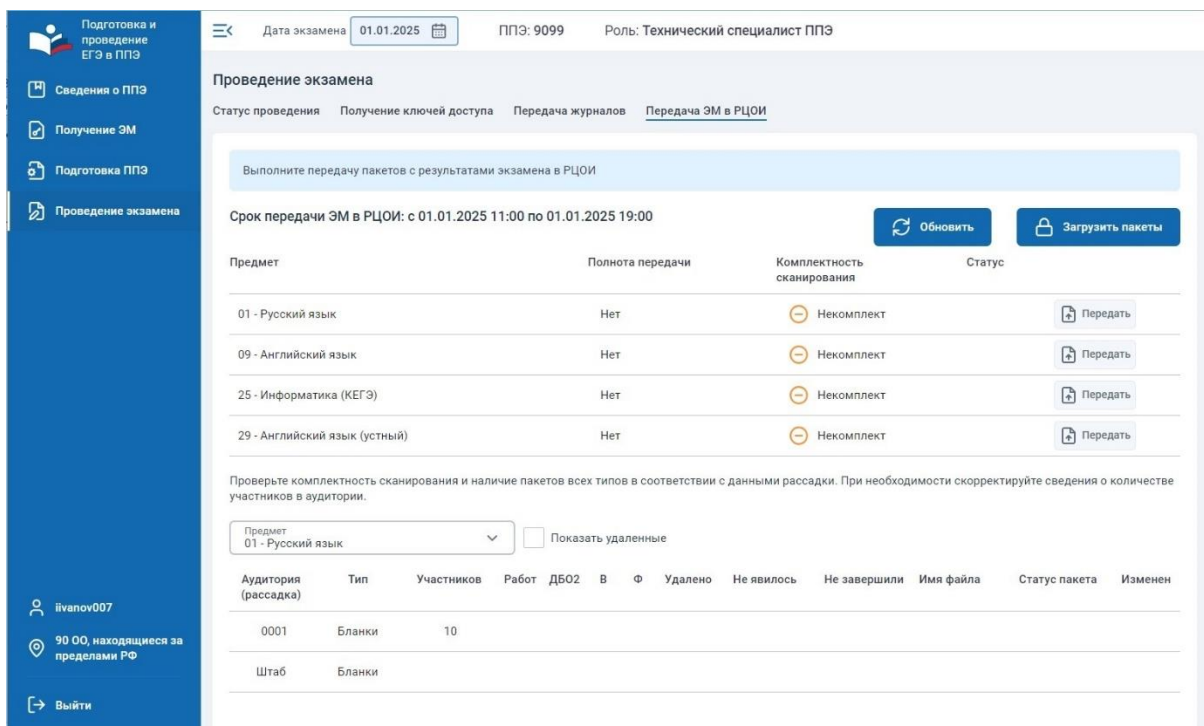 Подготовка и
проведение
ЕГЭ в ППЭ
Сведения о ППЭ
Получение ЭМ
Подготовка ППЭ
Проведение экзамена
iivanov007
90 ОО, находящиеся за
пределами РФ
Выйти
Дата экзамена 01.01.2025 ППЭ: 9099 Роль: Технический специалист ППЭ
Проведение экзамена
Статус проведения Получение ключей доступа Передача журналов Передача ЭМ в РЦОИ
Выполните передачу пакетов с результатами экзамена в РЦОИ
Срок передачи ЭМ в РЦОИ: с 01.01.2025 11:00 по 01.01.2025 19:00
Обновить Загрузить пакеты
Предмет Полнота передачи Комплектность Статус
сканирования
01 - Русский язык Нет Некомплект Передать
09 - Английский язык Нет Некомплект Передать
25 - Информатика (КЕГЭ) Нет Некомплект Передать
29 - Английский язык (устный) Нет Некомплект Передать
Проверьте комплектность сканирования и наличие пакетов всех типов в соответствии с данными рассадки. При необходимости скорректируйте сведения о количестве
участников в аудитории.
Предмет
01 - Русский язык Показать удаленные
Аудитория Тип Участников Работ ДБО2 В Ф Удалено Не явилось Не завершили Имя файла Статус пакета Изменен
(рассадка)
0001 Бланки 10
Штаб Бланки